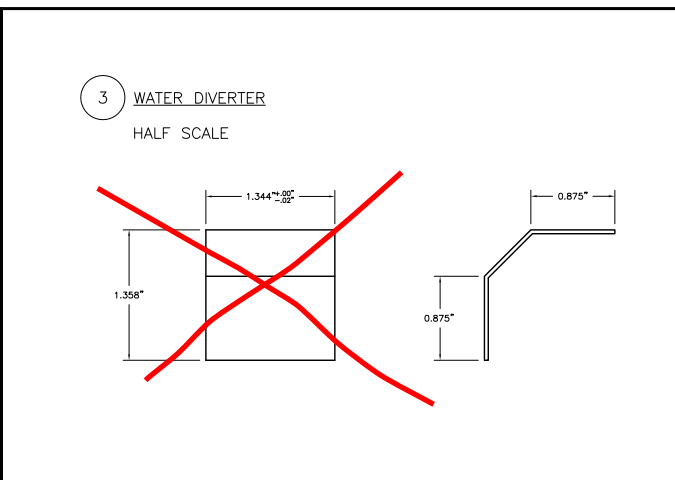 3 WATER DIVERTER
HALF SCALE
1.344"+.00"
-.02"
0.875"
1.358"
0.875"